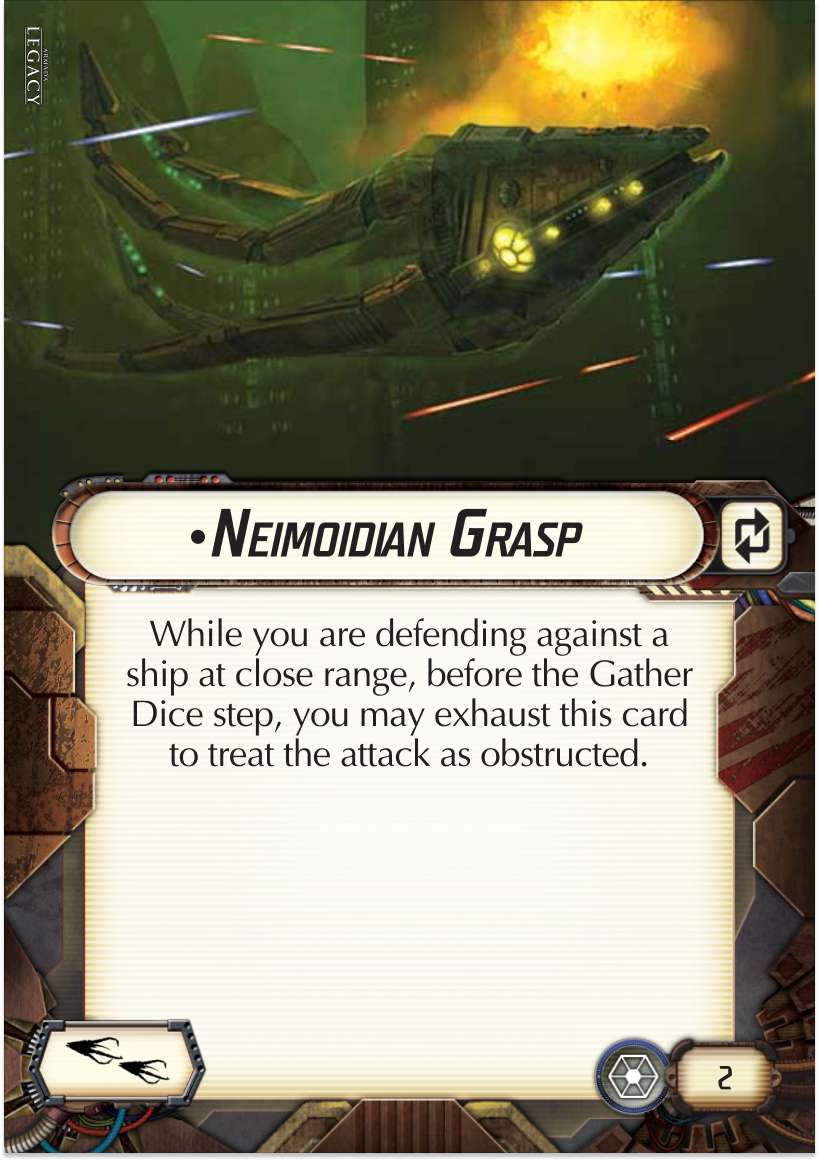 ARMADA
LEGACY
•NEIMOIDIAN GRASP
While you are defending against a
ship at close range, before the Gather
Dice step, you may exhaust this card
to treat the attack as obstructed.
2